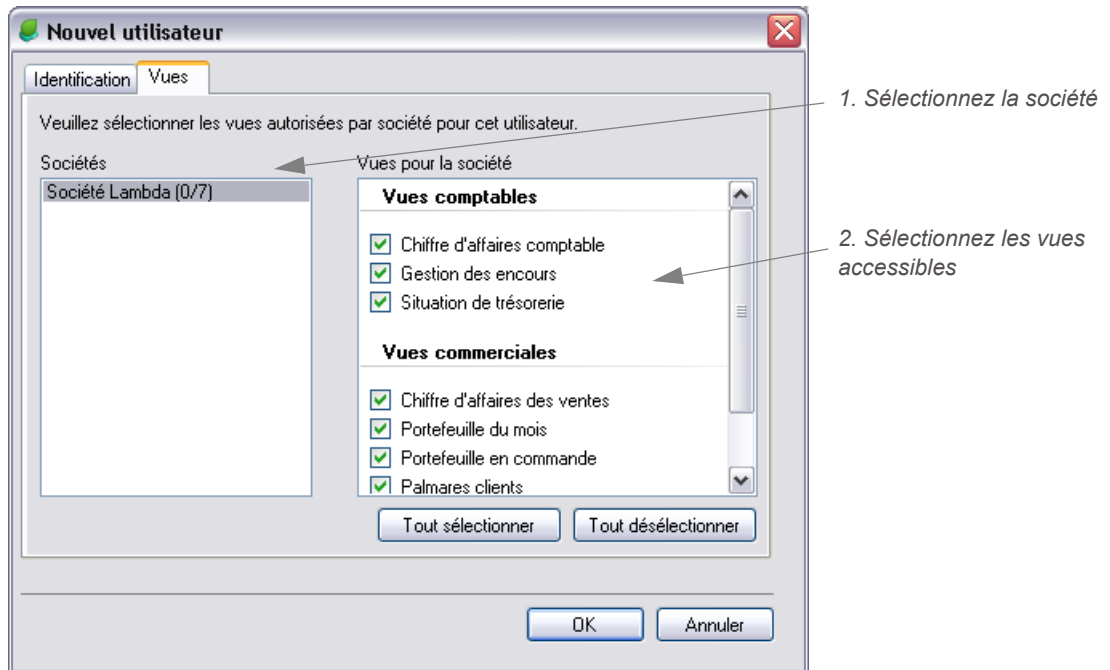 Nouvel utilisateur
Identification
Vues
1. Sélectionnez la société
Veuillez sélectionner les vues autorisées par société pour cet utilisateur.
Sociétés
Vues pour la société
Société Lambda (0/7)
Vues comptables
Chiffre d'affaires comptable
Gestion des encours
Situation de trésorerie
2. Sélectionnez les vues
accessibles
Vues commerciales
Chiffre d'affaires des ventes
Portefeuille du mois
Portefeuille en commande
Palmares clients
Tout sélectionner
Tout désélectionner
OK
Annuler